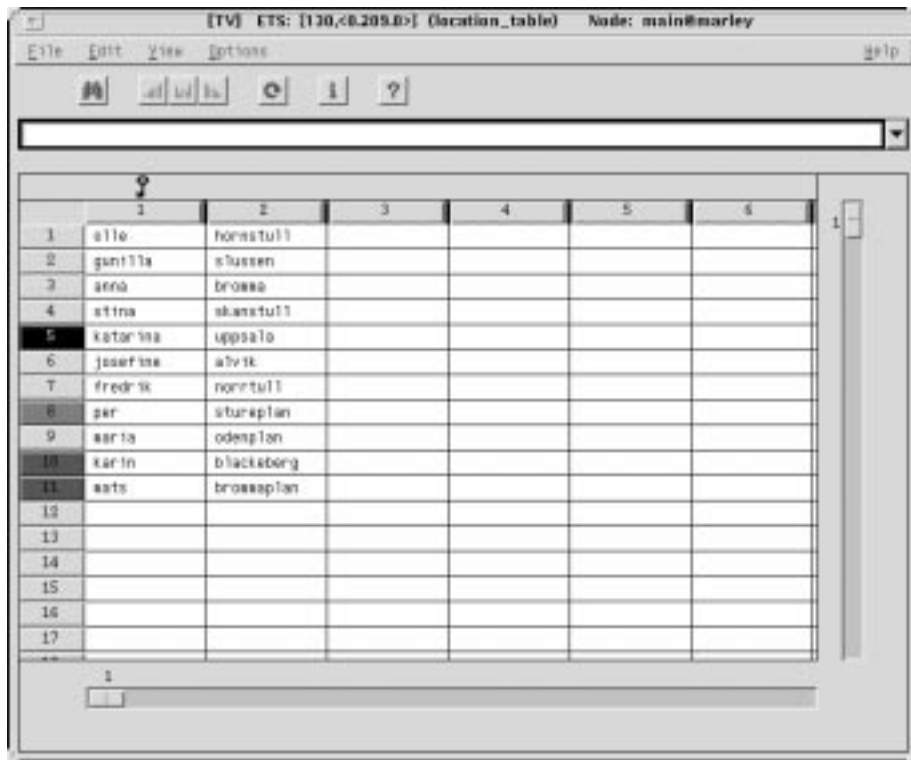 [TV] ETS: [130,<0.209.0>] (location_table) Node: main@marley
File Edit View Options Help
i ?
1 2 3 4 5 6
1
1 olle hornstull
2 gunilla slussen
3 anna bromma
4 stina skanstull
5 katarina uppsala
6 josefine alvik
7 fredrik norrtull
8 per stureplan
9 maria odenplan
10 karin blackeberg
11 mats brommaplan
12
13
14
15
16
17
1